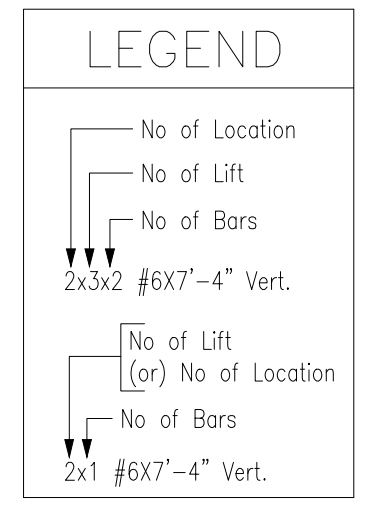 LEGEND
No of Location
No of Lift
No of Bars
2x3x2 #6X7'-4" Vert.
No of Lift
(or) No of Location
No of Bars
2x1 #6X7'-4" Vert.